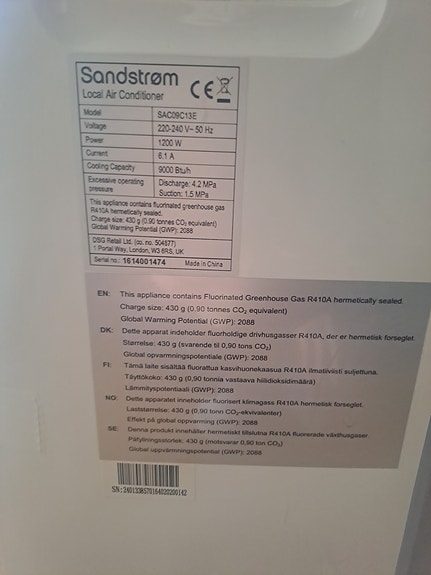 Sandstrøm
Local Air Conditioner
CE
Model SAC09C13E
Voltage 220-240 V~ 50 Hz
Power 1200 W
Current 6.1 A
Cooling Capacity 9000 Btu/h
Excessive operating Discharge: 4.2 MPa
pressure Suction: 1.5 MPa
This appliance contains fluorinated greenhouse gas
R410A hermetically sealed.
Charge size: 430 g (0.90 tonnes CO₂ equivalent)
Global Warming Potential (GWP): 2088
DSG Retail Ltd. (co. no. 504877)
1 Portal Way, London, W3 6RS, UK
Serial no.: 1614001474 Made in China
EN: This appliance contains Fluorinated Greenhouse Gas R410A hermetically sealed.
Charge size: 430 g (0.90 tonnes CO₂ equivalent)
Global Warming Potential (GWP): 2088
DK: Dette apparat indeholder fluorholdige drivhusgasser R410A, der er hermetisk forseglet.
Størrelse: 430 g (svarende til 0,90 tons CO₂)
Global opvarmningspotentiale (GWP): 2088
FI: Tämä laite sisältää fluorattua kasvihuonekaasua R410A ilmatiiviisti suljettuna.
Täyttökoko: 430 g (0,90 tonnia vastaava hiilidioksidimäärä)
Lämmityspotentiaali (GWP): 2088
NO: Dette apparatet inneholder fluorisert klimagass R410A hermetisk forseglet.
Laststørrelse: 430 g (0,90 tonn CO₂-ekvivalenter)
Effekt på global oppvarming (GWP): 2088
SE: Denna produkt innehåller hermetiskt tillslutna R410A fluorerade växthusgaser.
Påfyllningsstorlek: 430 g (motsvarar 0,90 ton CO₂)
Global uppvärmningspotential (GWP): 2088
SN:2401338570164020200142